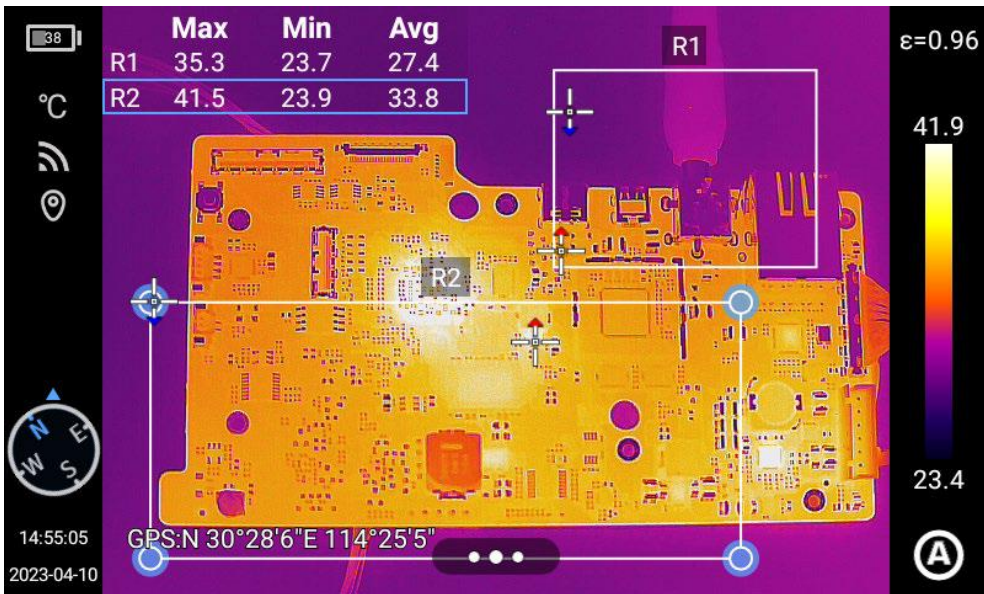 38
Max Min Avg
R1 35.3 23.7 27.4
R2 41.5 23.9 33.8
R1
ε=0.96
°C
41.9
R2
23.4
N
E
W
S
14:55:05
2023-04-10
GPS:N 30°28'6"E 114°25'5"
A